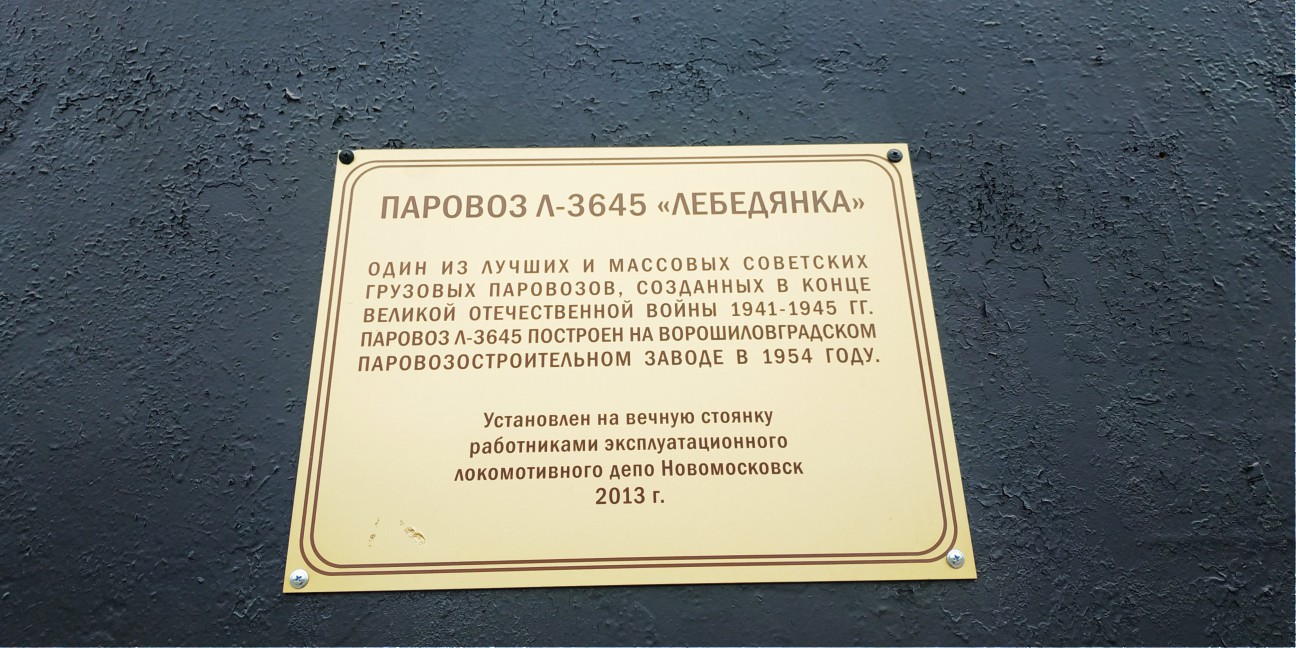 ПАРОВОЗ Л-3645 «ЛЕБЕДЯНКА»
ОДИН ИЗ ЛУЧШИХ И МАССОВЫХ СОВЕТСКИХ
ГРУЗОВЫХ ПАРОВОЗОВ, СОЗДАННЫХ В КОНЦЕ
ВЕЛИКОЙ ОТЕЧЕСТВЕННОЙ ВОЙНЫ 1941-1945 ГГ.
ПАРОВОЗ Л-3645 ПОСТРОЕН НА ВОРОШИЛОВГРАДСКОМ
ПАРОВОЗОСТРОИТЕЛЬНОМ ЗАВОДЕ В 1954 ГОДУ.
Установлен на вечную стоянку
работниками эксплуатационного
локомотивного депо Новомосковск
2013 г.